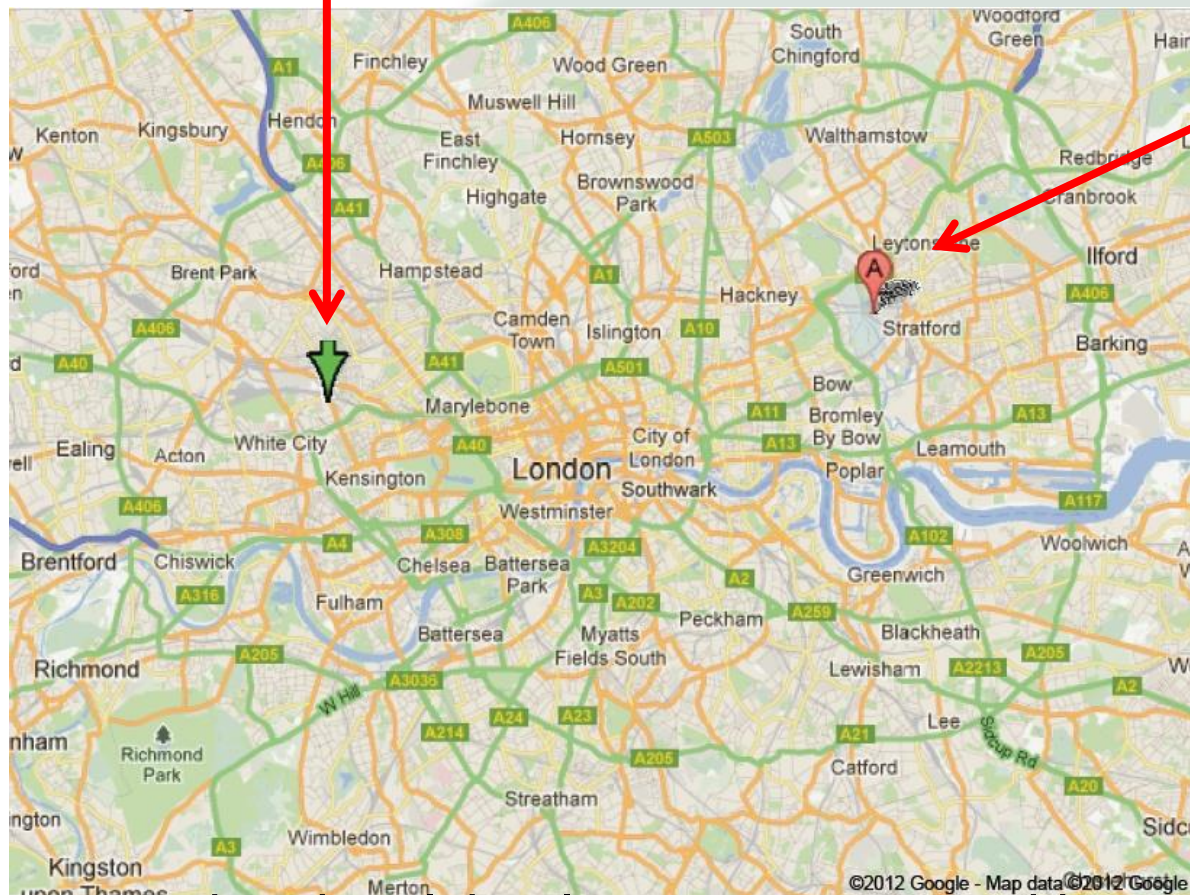 A406
Woodford
Green
South
Chingford
Finchley
Wood Green
A1
Muswell Hill
Hendon
Kenton
Kingsbury
East
Finchley
Hornsey
A503
Walthamstow
A406
Redbridge
Highgate
Brownswood
Park
Cranbrook
A41
Leytonstone
Ilford
Brent Park
Hampstead
A1
A
Hackney
A406
Camden
Town
Islington
A10
Stratford
A406
Barking
A40
A41
A501
Bow
Marylebone
A11
Bromley
By Bow
A13
White City
A40
City of
London
A13
Leamouth
Ealing
Acton
Kensington
London
Southwark
Poplar
A406
Westminster
A117
A4
A308
A3204
A102
Woolwich
Brentford
Chiswick
Chelsea
Battersea
Park
A2
Greenwich
A316
Fulham
A3
A202
Peckham
A259
Battersea
Myatts
Fields South
Blackheath
A205
A205
Richmond
A3036
Lewisham
A2213
A2
W Hill
A24
A23
A214
Lee
Richmond
Park
A205
A21
Sidcup Rd
Catford
A20
Streatham
Wimbledon
A3
Kingston
upon Thames
Merton
©2012 Google - Map data ©2012 Google